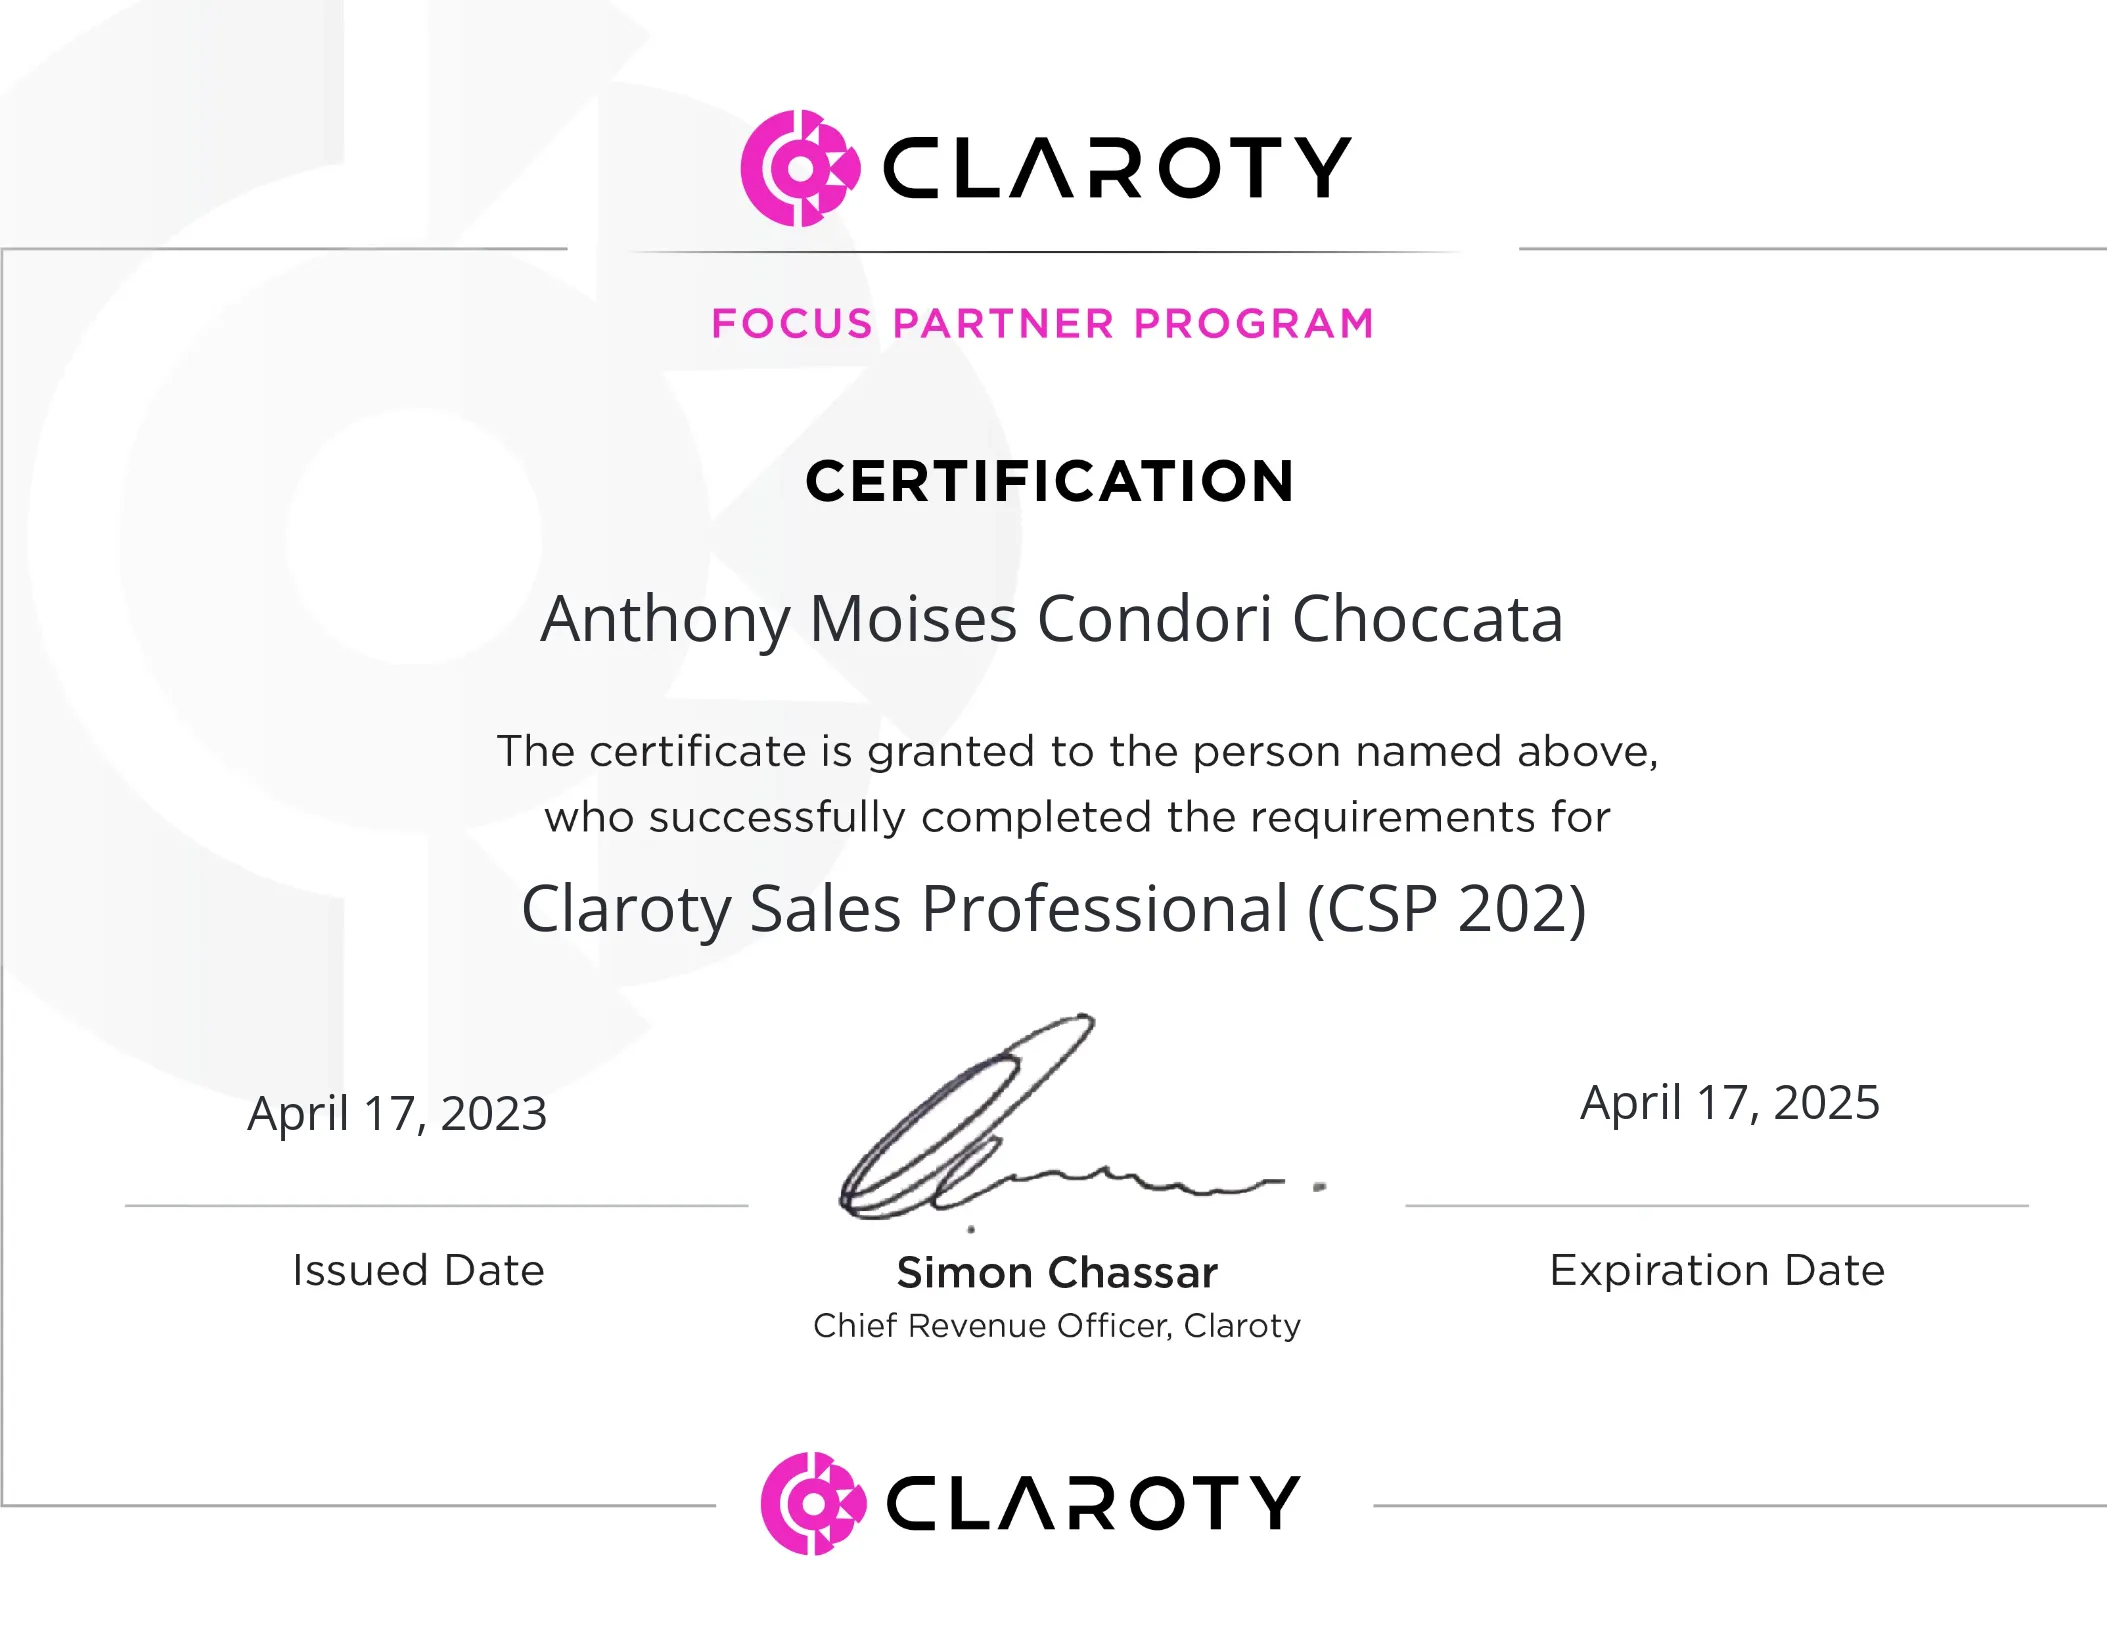 CLAROTY
FOCUS PARTNER PROGRAM
CERTIFICATION
Anthony Moises Condori Choccata
The certificate is granted to the person named above,
who successfully completed the requirements for
Claroty Sales Professional (CSP 202)
April 17, 2023
April 17, 2025
Issued Date
Simon Chassar
Chief Revenue Officer, Claroty
Expiration Date
CLAROTY